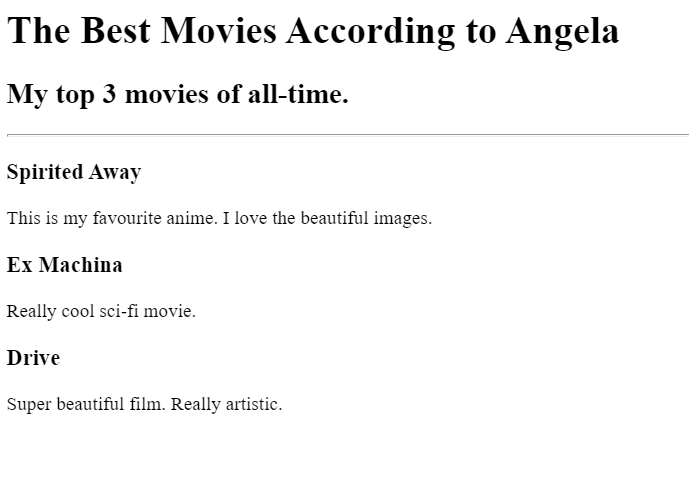 The Best Movies According to Angela
My top 3 movies of all-time.
Spirited Away
This is my favourite anime. I love the beautiful images.
Ex Machina
Really cool sci-fi movie.
Drive
Super beautiful film. Really artistic.